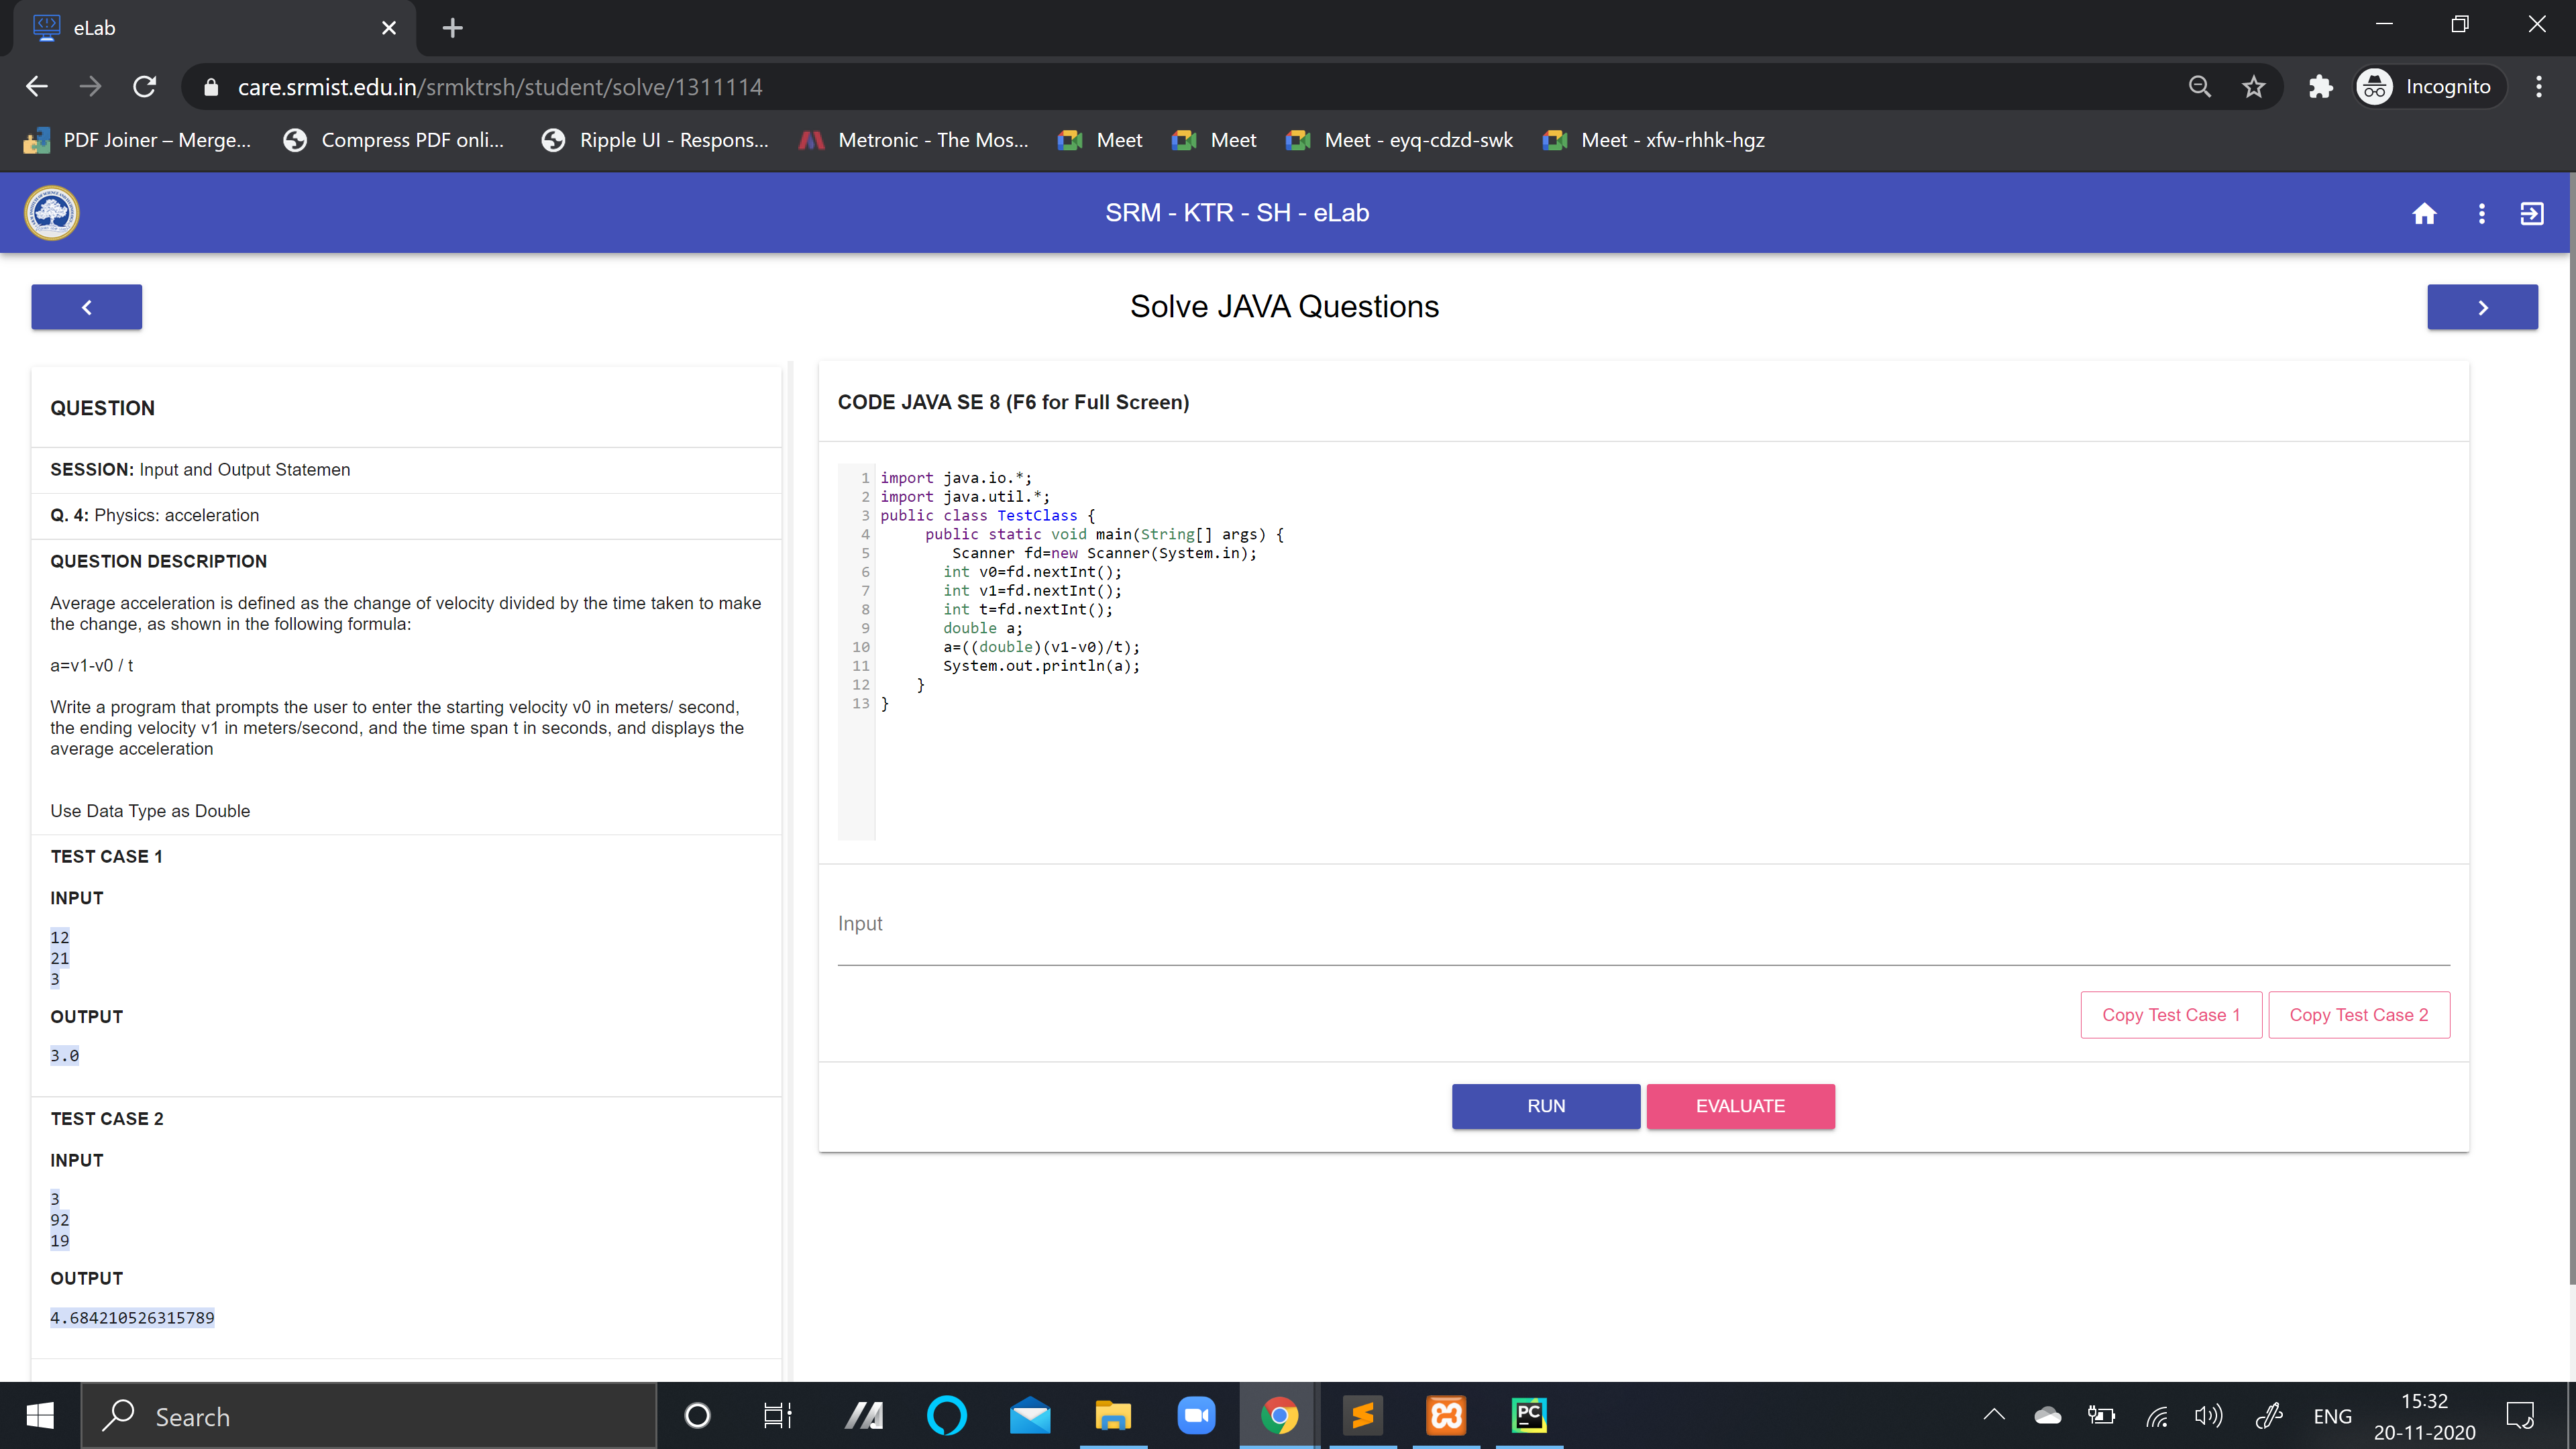 eLab
care.srmist.edu.in/srmktrsh/student/solve/1311114
Incognito
PDF Joiner – Merge...
Compress PDF onli...
Ripple UI - Respons...
Metronic - The Mos...
Meet
Meet
Meet - eyq-cdzd-swk
Meet - xfw-rhhk-hgz
SRM - KTR - SH - eLab
Solve JAVA Questions
QUESTION
SESSION: Input and Output Statemen
Q. 4: Physics: acceleration
QUESTION DESCRIPTION
Average acceleration is defined as the change of velocity divided by the time taken to make
the change, as shown in the following formula:
a=v1-v0 / t
Write a program that prompts the user to enter the starting velocity v0 in meters/ second,
the ending velocity v1 in meters/second, and the time span t in seconds, and displays the
average acceleration
Use Data Type as Double
TEST CASE 1
INPUT
12
21
3
OUTPUT
3.0
TEST CASE 2
INPUT
3
92
19
OUTPUT
4.684210526315789
CODE JAVA SE 8 (F6 for Full Screen)
1 import java.io.*;
2 import java.util.*;
3 public class TestClass {
4 public static void main(String[] args) {
5 Scanner fd=new Scanner(System.in);
6 int v0=fd.nextInt();
7 int v1=fd.nextInt();
8 int t=fd.nextInt();
9 double a;
10 a=((double)(v1-v0)/t);
11 System.out.println(a);
12 }
13 }
Input
Copy Test Case 1
Copy Test Case 2
RUN
EVALUATE
Search
PC
ENG
15:32
20-11-2020